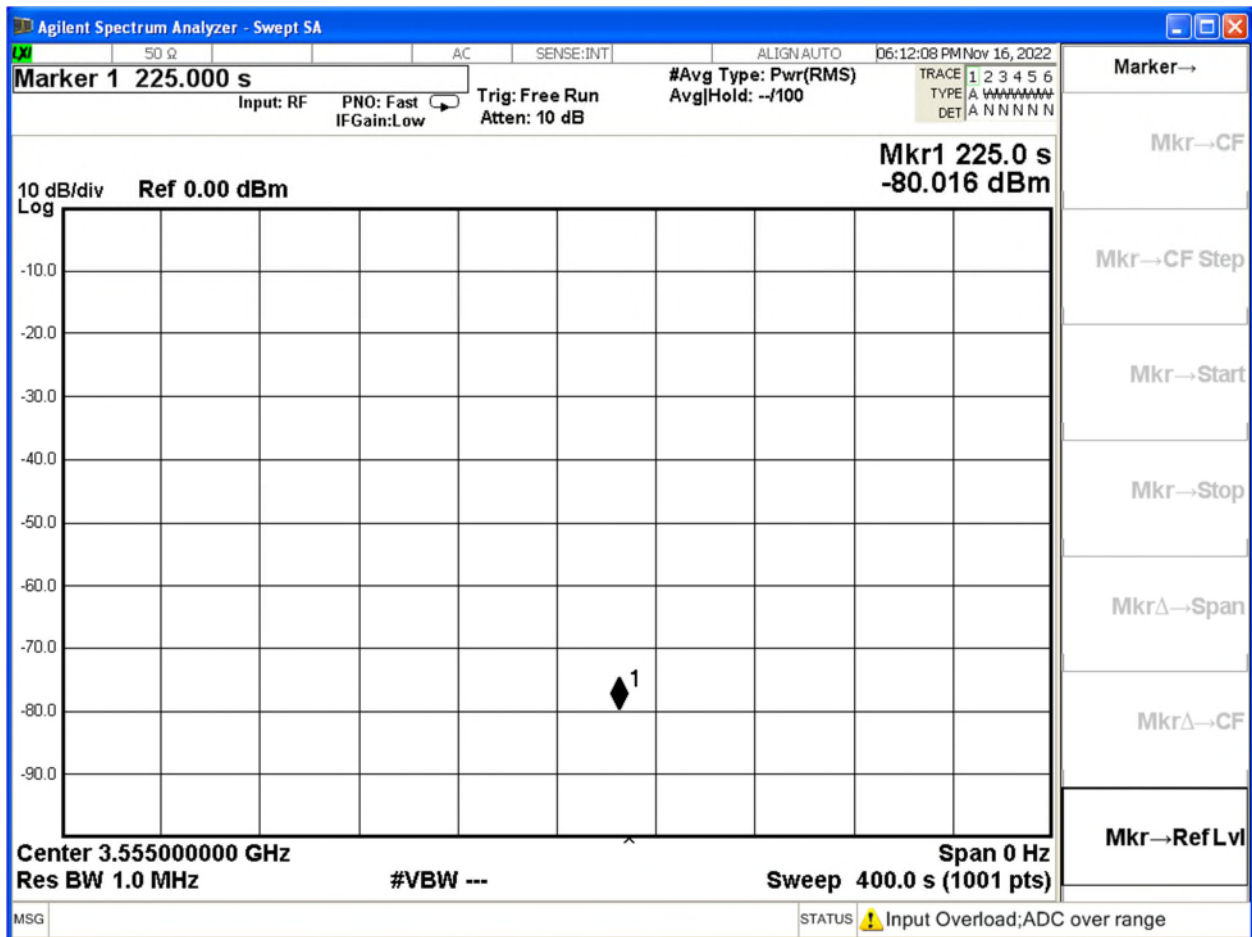 Agilent Spectrum Analyzer - Swept SA
LXI 50 Ω AC SENSE:INT ALIGN AUTO 06:12:08 PM Nov 16, 2022
Marker 1 225.000 s
Input: RF PNO: Fast IFGain:Low
Trig: Free Run
Atten: 10 dB
#Avg Type: Pwr(RMS)
Avg|Hold: --/100
TRACE 1 2 3 4 5 6
TYPE A WWWWW
DET A N N N N N
Mkr1 225.0 s
-80.016 dBm
10 dB/div Ref 0.00 dBm
Log
-10.0
-20.0
-30.0
-40.0
-50.0
-60.0
-70.0
1
-80.0
-90.0
Center 3.555000000 GHz Span 0 Hz
Res BW 1.0 MHz #VBW --- Sweep 400.0 s (1001 pts)
MSG STATUS Input Overload;ADC over range
Marker→
Mkr→CF
Mkr→CF Step
Mkr→Start
Mkr→Stop
MkrΔ→Span
MkrΔ→CF
Mkr→Ref Lvl